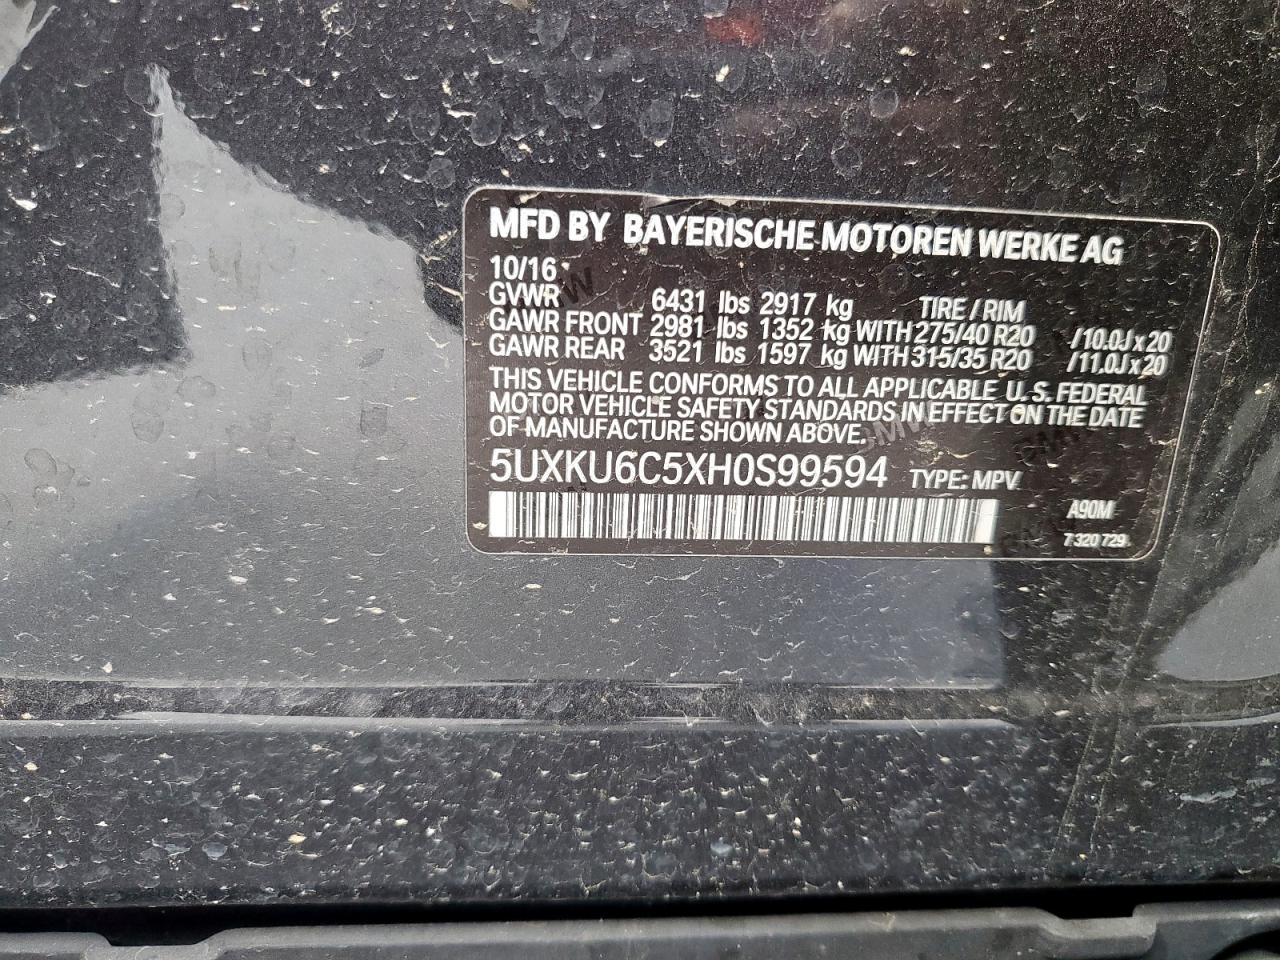 MFD BY BAYERISCHE MOTOREN WERKE AG
10/16
GVWR 6431 lbs 2917 kg TIRE / RIM
GAWR FRONT 2981 lbs 1352 kg WITH 275/40 R20 /10.0J x 20
GAWR REAR 3521 lbs 1597 kg WITH 315/35 R20 /11.0J x 20
THIS VEHICLE CONFORMS TO ALL APPLICABLE U.S. FEDERAL
MOTOR VEHICLE SAFETY STANDARDS IN EFFECT ON THE DATE
OF MANUFACTURE SHOWN ABOVE.
5UXKU6C5XH0S99594 TYPE: MPV
A90M
7 320 729